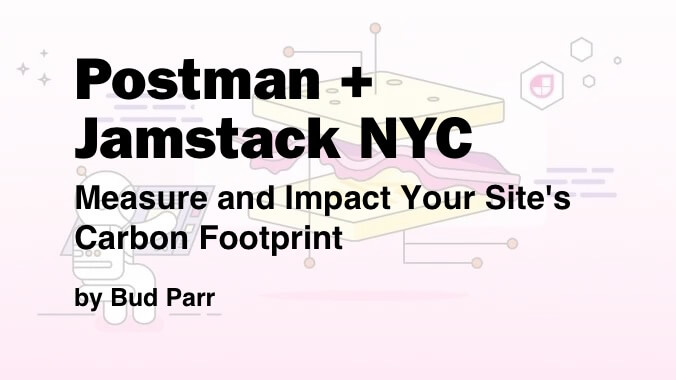 Postman +
Jamstack NYC
Measure and Impact Your Site's
Carbon Footprint
by Bud Parr